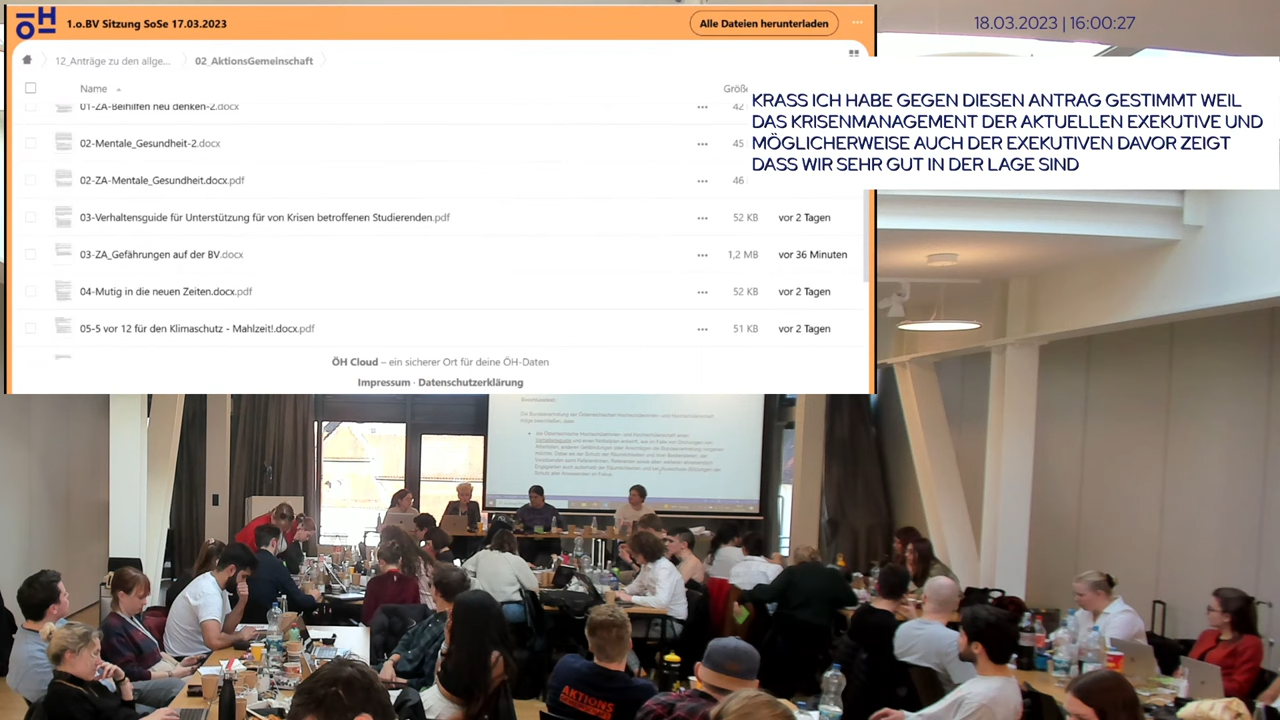 ÖH
1.o.BV Sitzung SoSe 17.03.2023
Alle Dateien herunterladen
18.03.2023 | 16:00:27
12_Anträge zu den allge...
02_AktionsGemeinschaft
Name
Größe
01-ZA-Beihilfen neu denken-2.docx
42
02-Mentale_Gesundheit-2.docx
45
02-ZA-Mentale_Gesundheit.docx.pdf
46
03-Verhaltensguide für Unterstützung für von Krisen betroffenen Studierenden.pdf
52 KB
vor 2 Tagen
03-ZA_Gefährungen auf der BV.docx
1,2 MB
vor 36 Minuten
04-Mutig in die neuen Zeiten.docx.pdf
52 KB
vor 2 Tagen
05-5 vor 12 für den Klimaschutz - Mahlzeit!.docx.pdf
51 KB
vor 2 Tagen
ÖH Cloud – ein sicherer Ort für deine ÖH-Daten
Impressum · Datenschutzerklärung
KRASS ICH HABE GEGEN DIESEN ANTRAG GESTIMMT WEIL
DAS KRISENMANAGEMENT DER AKTUELLEN EXEKUTIVE UND
MÖGLICHERWEISE AUCH DER EXEKUTIVEN DAVOR ZEIGT
DASS WIR SEHR GUT IN DER LAGE SIND
AKTIONS